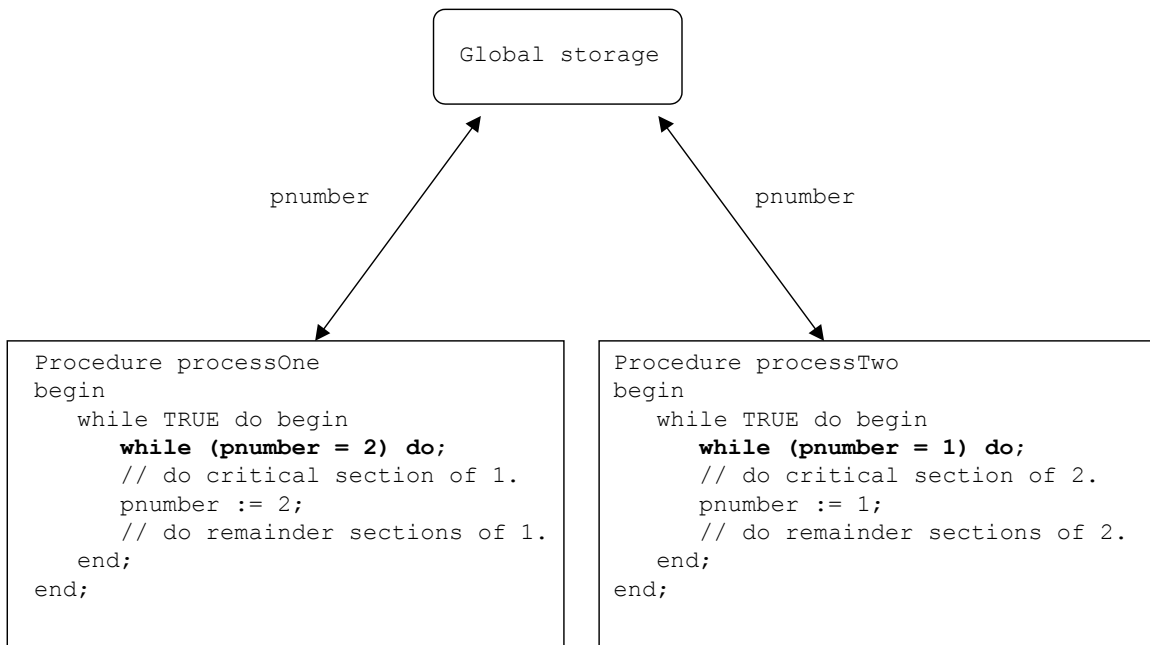 Global storage
pnumber
pnumber
Procedure processOne
begin
while TRUE do begin
while (pnumber = 2) do;
// do critical section of 1.
pnumber := 2;
// do remainder sections of 1.
end;
end;
Procedure processTwo
begin
while TRUE do begin
while (pnumber = 1) do;
// do critical section of 2.
pnumber := 1;
// do remainder sections of 2.
end;
end;